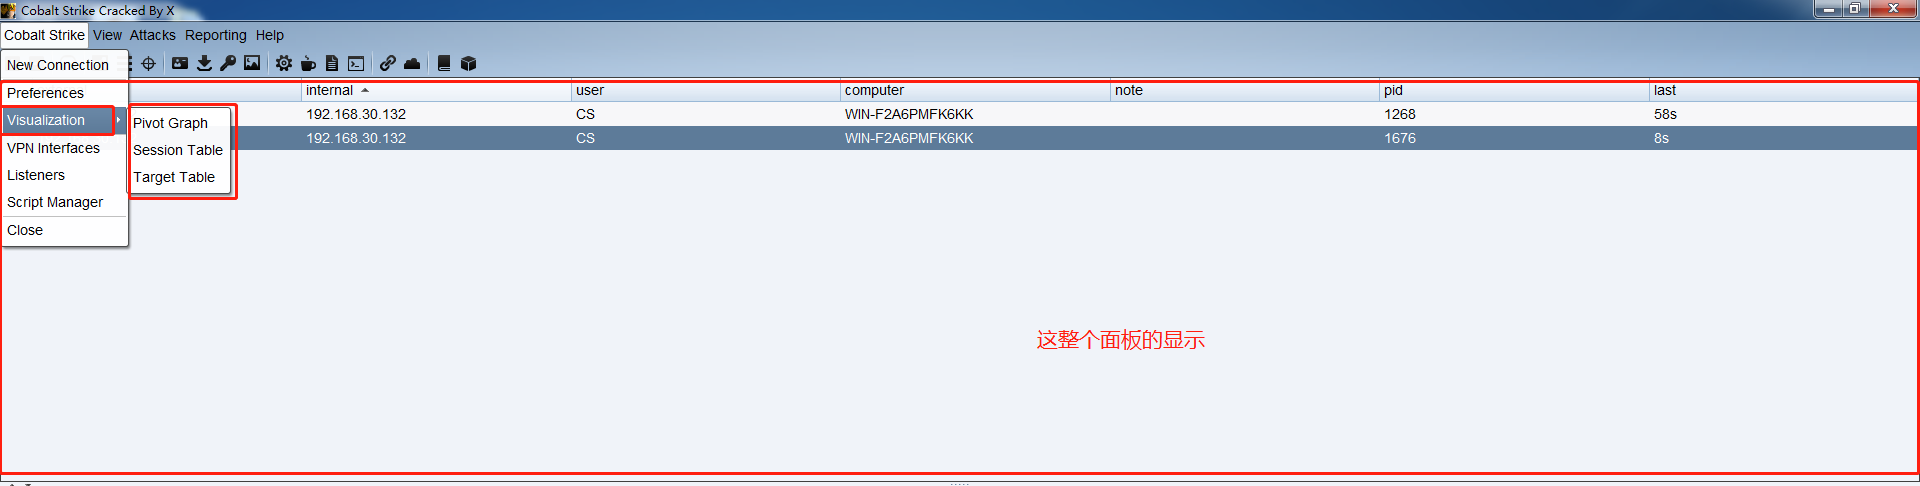 Cobalt Strike Cracked By X
Cobalt Strike View Attacks Reporting Help
New Connection
Preferences
Visualization
VPN Interfaces
Listeners
Script Manager
Close
Pivot Graph
Session Table
Target Table
internal user computer note pid last
192.168.30.132 CS WIN-F2A6PMFK6KK 1268 58s
192.168.30.132 CS WIN-F2A6PMFK6KK 1676 8s
这整个面板的显示